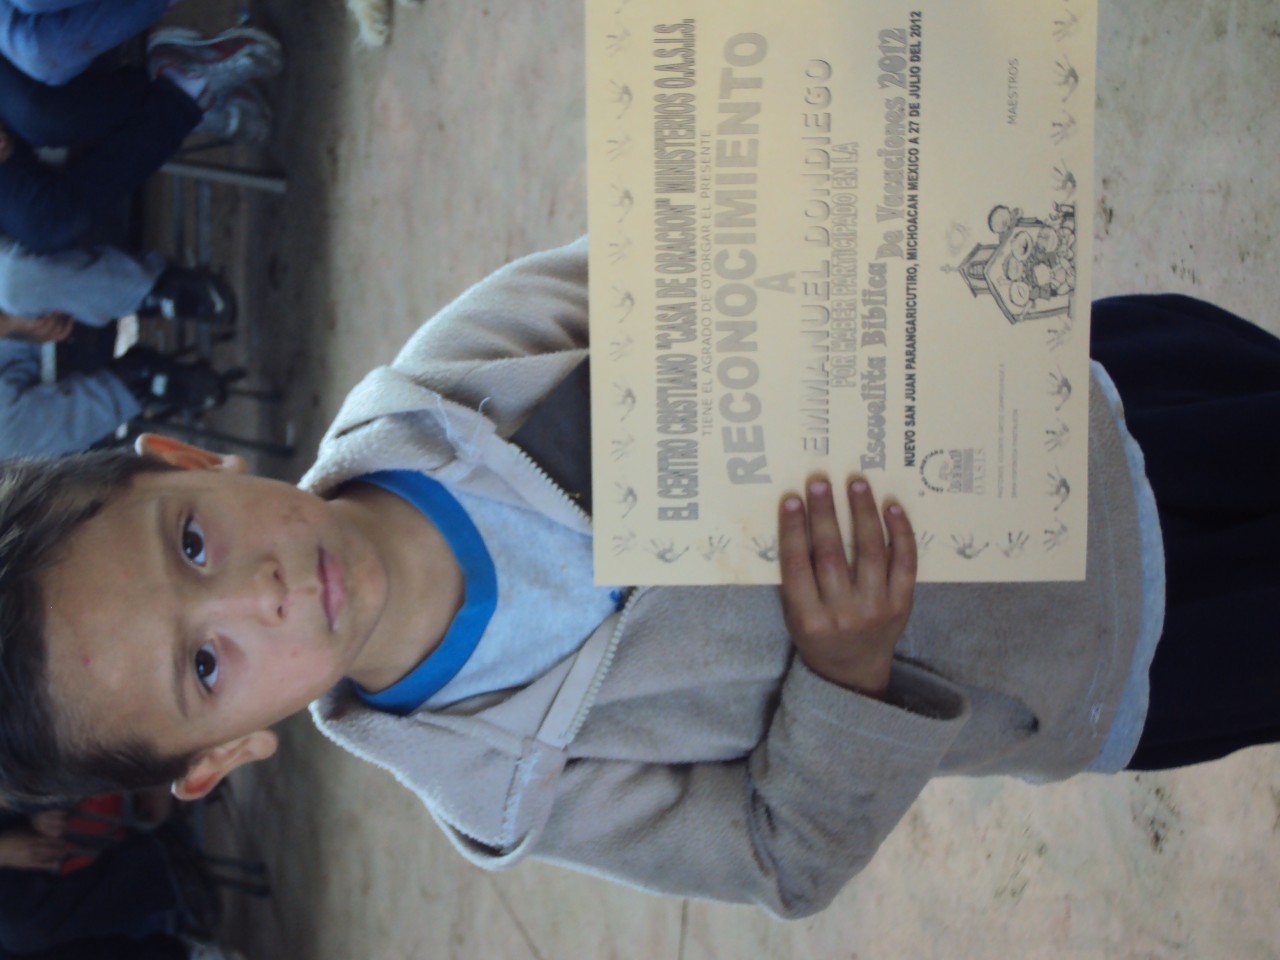 EL CENTRO CRISTIANO "CASA DE ORACION" MINISTERIOS O.A.S.I.S.
TIENE EL AGRADO DE OTORGAR EL PRESENTE
RECONOCIMIENTO
A
EMMANUEL DONDIEGO
POR HABER PARTICIPADO EN LA
Escuelita Biblica De Vacaciones 2012
NUEVO SAN JUAN PARANGARICUTIRO, MICHOACAN MEXICO A 27 DE JULIO DEL 2012
MAESTROS